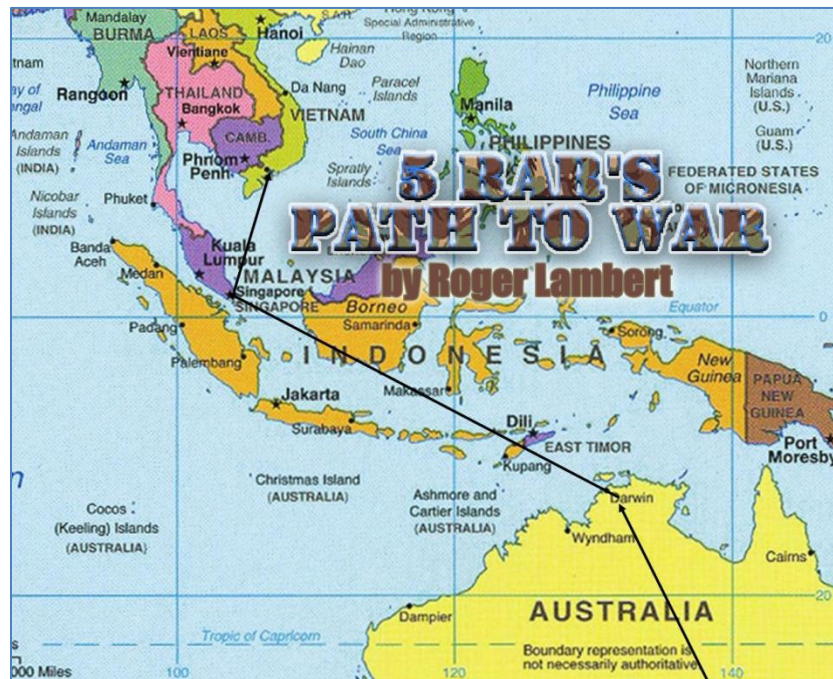 Mandalay
BURMA
LAOS
Vientiane
Hanoi
Special Administrative
Region
Hainan
Dao
Northern
Mariana
Islands
(U.S.)
Guam
(U.S.)
Philippine
Sea
Manila
PHILIPPINES
FEDERATED STATES
OF MICRONESIA
Rangoon
THAILAND
Bangkok
Da Nang
VIETNAM
Paracel
Islands
South China
Sea
Spratly
Islands
CAMB.
Phnom
Penh
Andaman
Islands
(INDIA)
Andaman
Sea
Nicobar
Islands
(INDIA)
Phuket
5 RAR'S
PATH TO WAR
by Roger Lambert
Banda
Aceh
Medan
Kuala
Lumpur
MALAYSIA
Singapore
SINGAPORE
Equator
0
0
Padang
Palembang
Borneo
Samarinda
Sorong
INDONESIA
New
Guinea
PAPUA
NEW
GUINEA
Makassar
Jakarta
Surabaya
Dili
EAST TIMOR
Kupang
Port
Moresby
Christmas Island
(AUSTRALIA)
Ashmore and
Cartier Islands
(AUSTRALIA)
Cocos
(Keeling) Islands
(AUSTRALIA)
Darwin
Wyndham
Cairns
20
20
Dampier
AUSTRALIA
Tropic of Capricorn
Boundary representation is
not necessarily authoritative
Miles
100
120
140